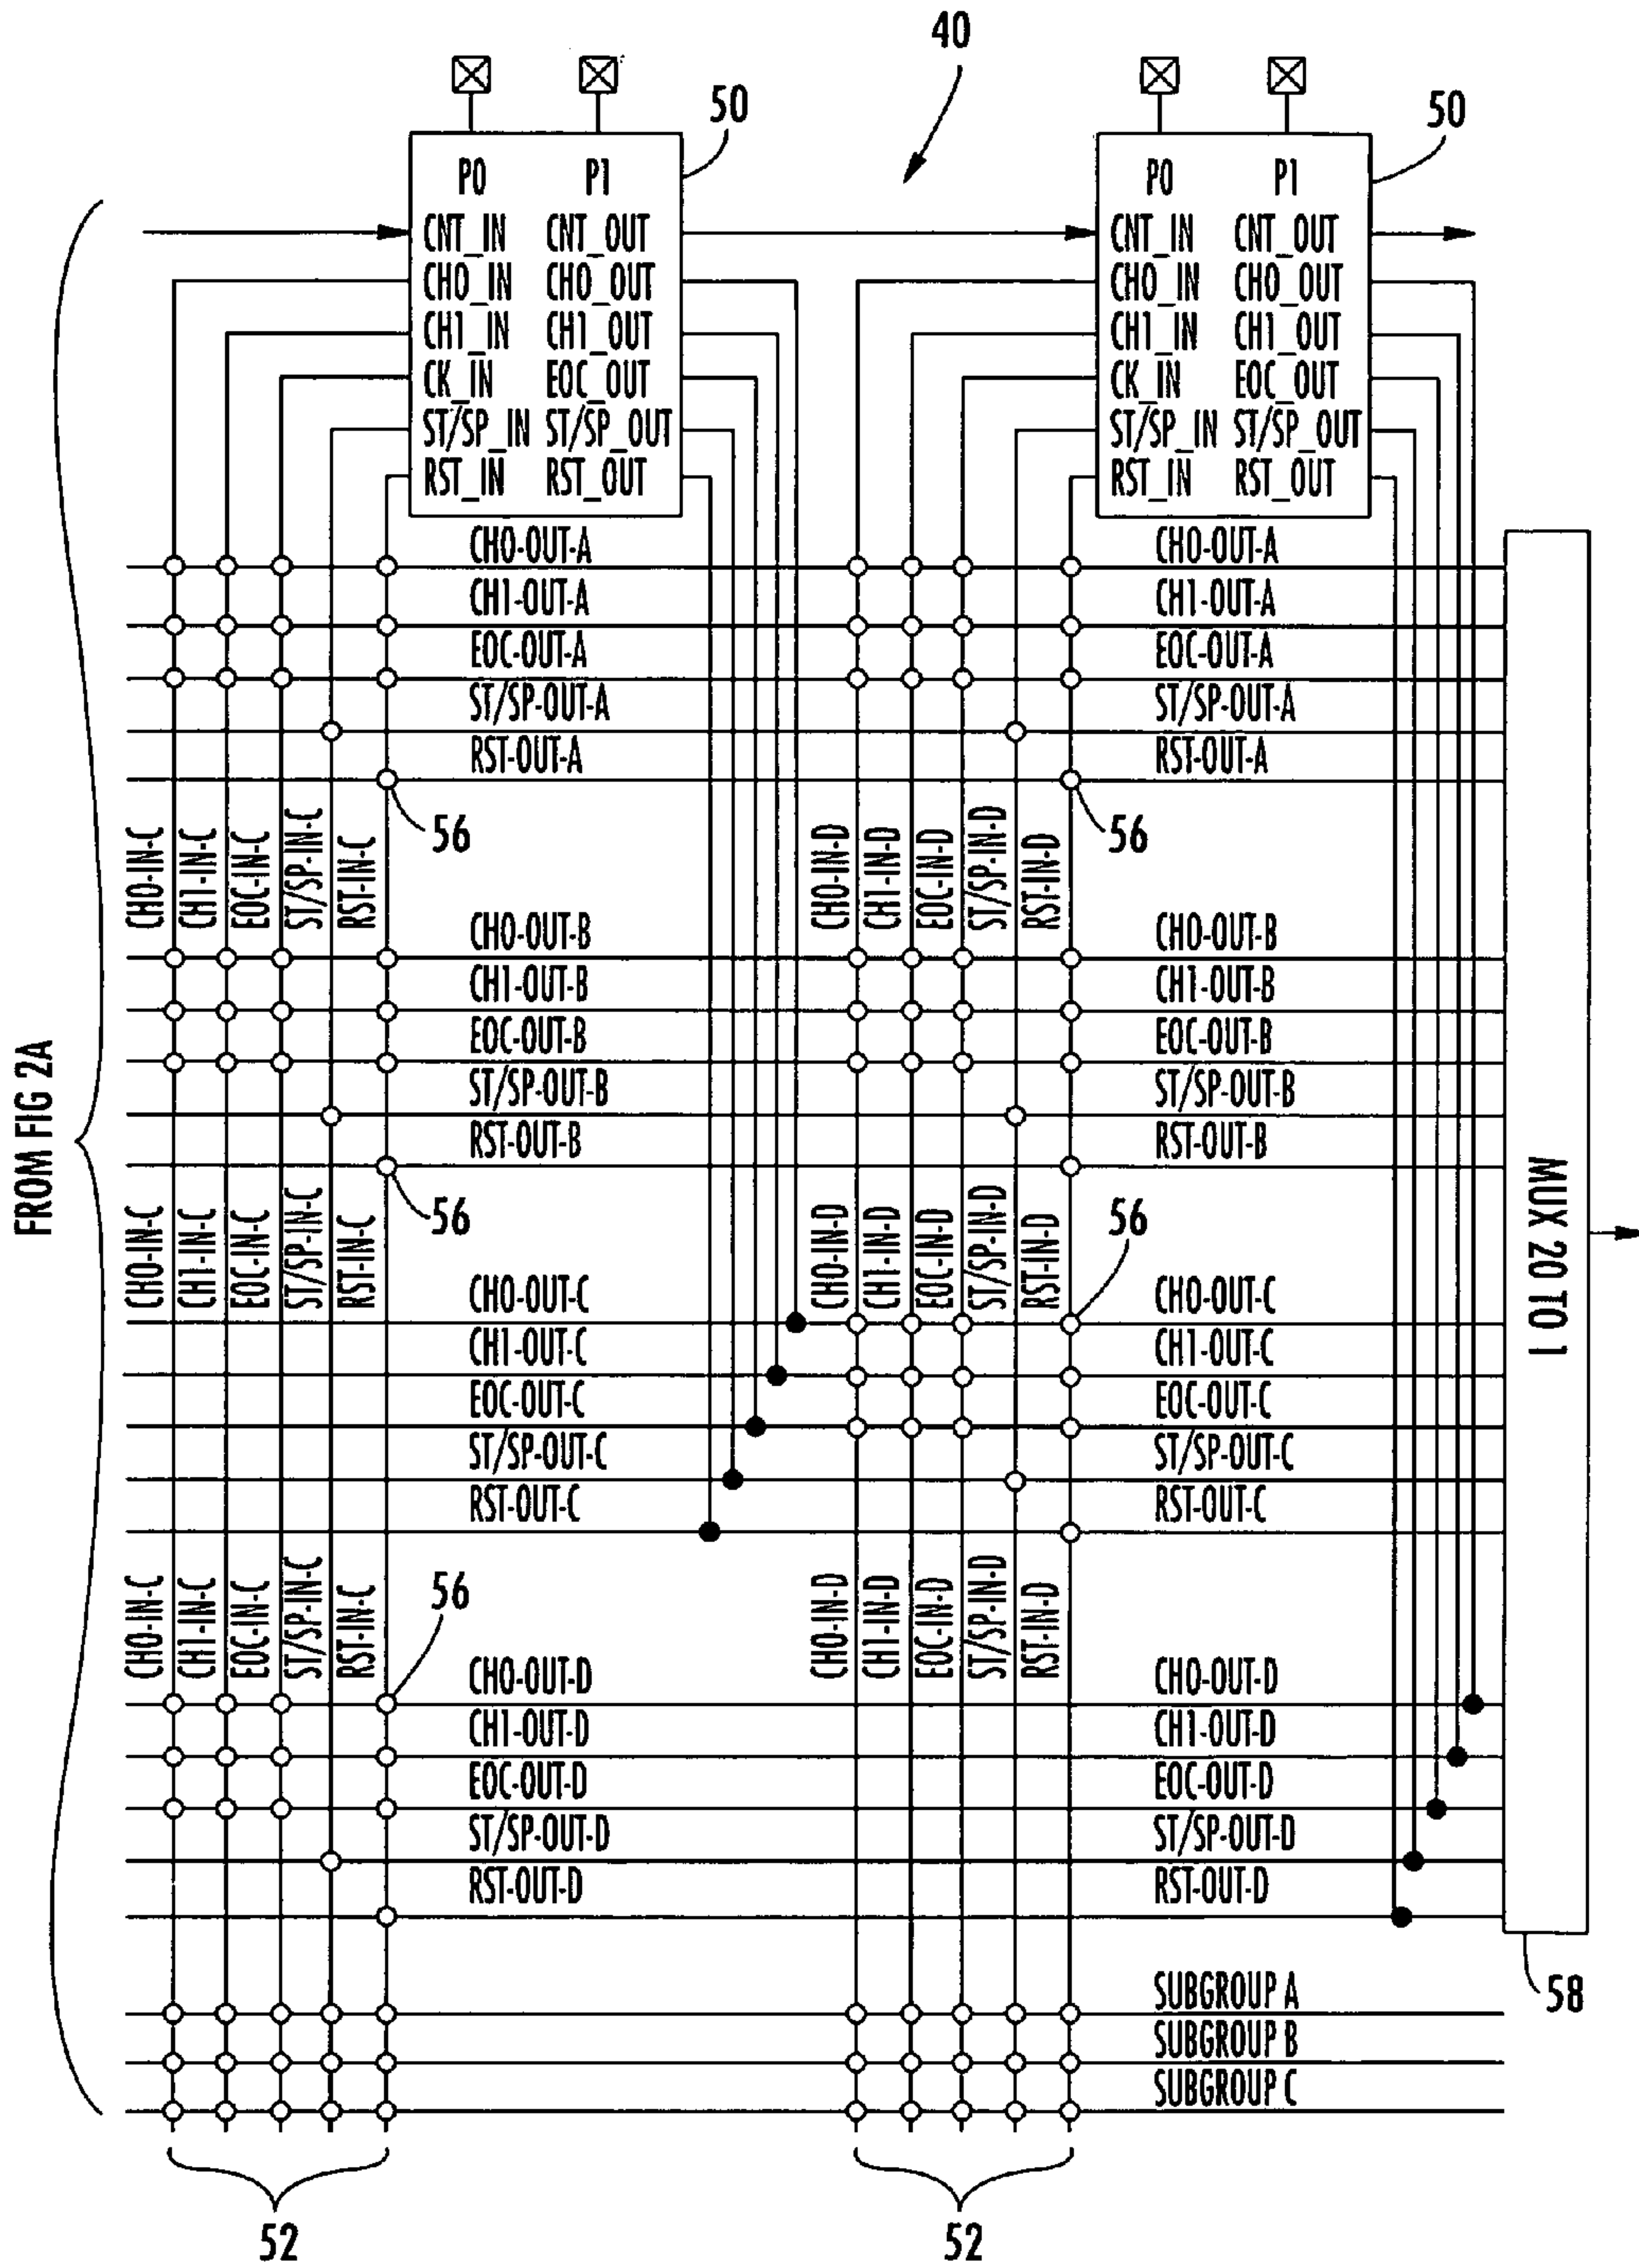 40
50
50
P0 P1
CNT_IN CNT_OUT
CH0_IN CH0_OUT
CH1_IN CH1_OUT
CK_IN EOC_OUT
ST/SP_IN ST/SP_OUT
RST_IN RST_OUT
P0 P1
CNT_IN CNT_OUT
CH0_IN CH0_OUT
CH1_IN CH1_OUT
CK_IN EOC_OUT
ST/SP_IN ST/SP_OUT
RST_IN RST_OUT
FROM FIG 2A
CH0-OUT-A CH0-OUT-A
CH1-OUT-A CH1-OUT-A
EOC-OUT-A EOC-OUT-A
ST/SP-OUT-A ST/SP-OUT-A
RST-OUT-A RST-OUT-A
56 56
CH0-IN-C
CH1-IN-C
EOC-IN-C
ST/SP-IN-C
RST-IN-C
CH0-IN-D
CH1-IN-D
EOC-IN-D
ST/SP-IN-D
RST-IN-D
CH0-OUT-B CH0-OUT-B
CH1-OUT-B CH1-OUT-B
EOC-OUT-B EOC-OUT-B
ST/SP-OUT-B ST/SP-OUT-B
RST-OUT-B RST-OUT-B
56 56
CH0-IN-C
CH1-IN-C
EOC-IN-C
ST/SP-IN-C
RST-IN-C
CH0-IN-D
CH1-IN-D
EOC-IN-D
ST/SP-IN-D
RST-IN-D
MUX 20 TO 1
CH0-OUT-C CH0-OUT-C
CH1-OUT-C CH1-OUT-C
EOC-OUT-C EOC-OUT-C
ST/SP-OUT-C ST/SP-OUT-C
RST-OUT-C RST-OUT-C
56
CH0-IN-C
CH1-IN-C
EOC-IN-C
ST/SP-IN-C
RST-IN-C
CH0-IN-D
CH1-IN-D
EOC-IN-D
ST/SP-IN-D
RST-IN-D
CH0-OUT-D CH0-OUT-D
CH1-OUT-D CH1-OUT-D
EOC-OUT-D EOC-OUT-D
ST/SP-OUT-D ST/SP-OUT-D
RST-OUT-D RST-OUT-D
58
SUBGROUP A
SUBGROUP B
SUBGROUP C
52 52